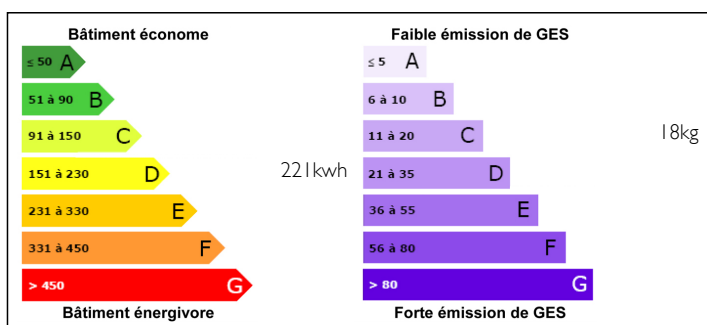 Bâtiment économe
≤ 50 A
51 à 90 B
91 à 150 C
151 à 230 D
221kwh
231 à 330 E
331 à 450 F
> 450 G
Bâtiment énergivore
Faible émission de GES
≤ 5 A
6 à 10 B
11 à 20 C
18kg
21 à 35 D
36 à 55 E
56 à 80 F
> 80 G
Forte émission de GES